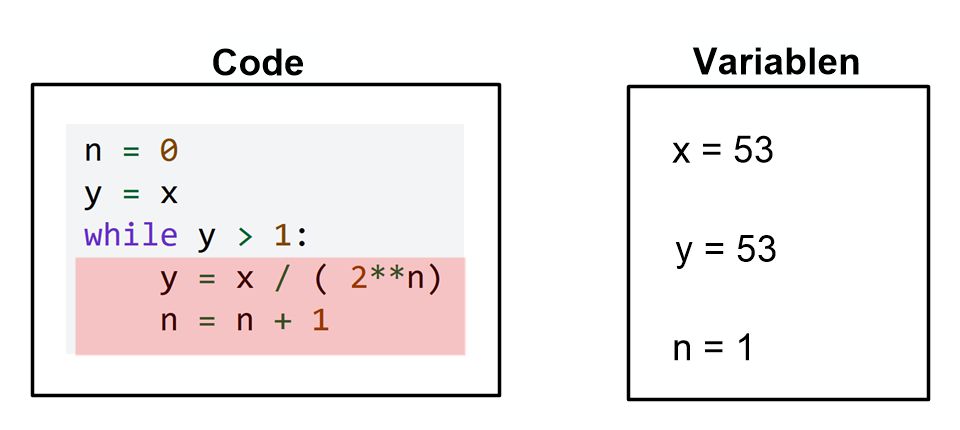 Code
n = 0
y = x
while y > 1:
    y = x / ( 2**n)
    n = n + 1
Variablen
x = 53
y = 53
n = 1